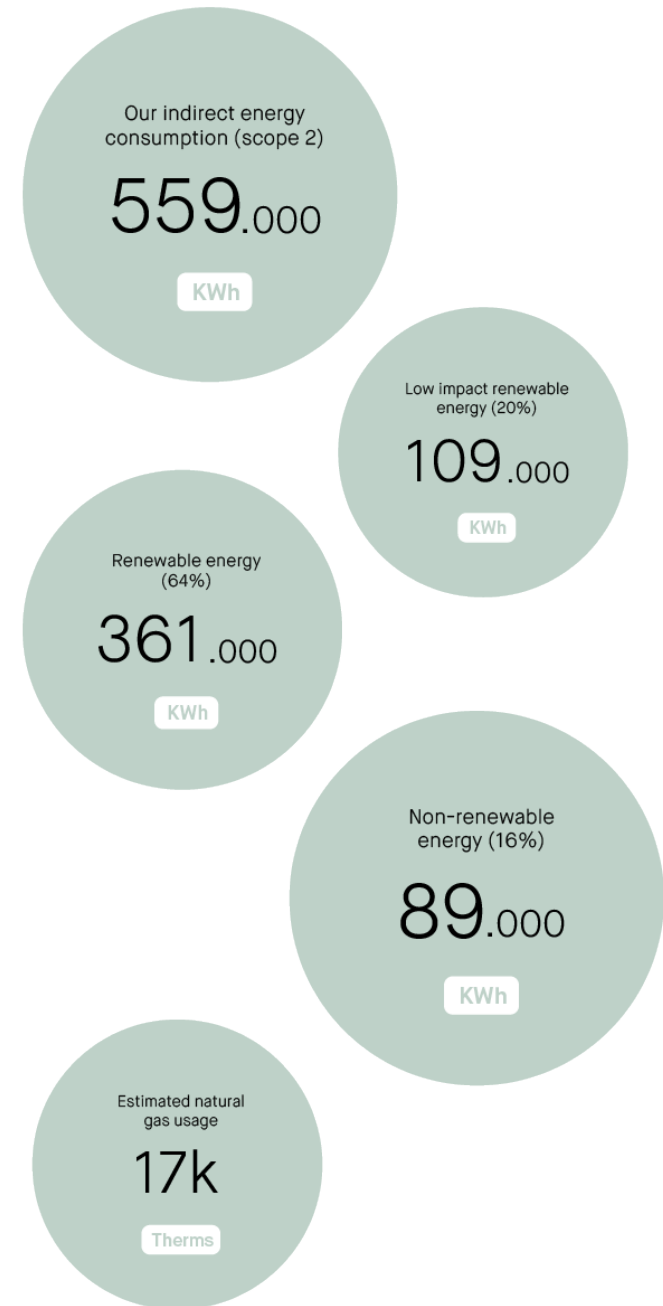 Our indirect energy
consumption (scope 2)
559.000
KWh
Low impact renewable
energy (20%)
109.000
KWh
Renewable energy
(64%)
361.000
KWh
Non-renewable
energy (16%)
89.000
KWh
Estimated natural
gas usage
17k
Therms